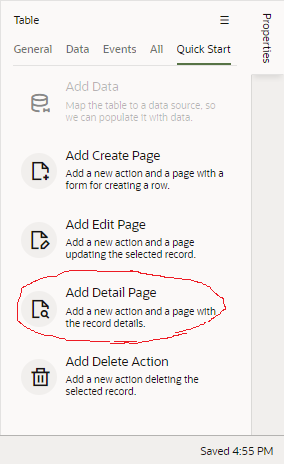 Table
Properties
General Data Events All Quick Start
Add Data
Map the table to a data source, so
we can populate it with data.
Add Create Page
Add a new action and a page with a
form for creating a row.
Add Edit Page
Add a new action and a page
updating the selected record.
Add Detail Page
Add a new action and a page with
the record details.
Add Delete Action
Add a new action deleting the
selected record.
Saved 4:55 PM